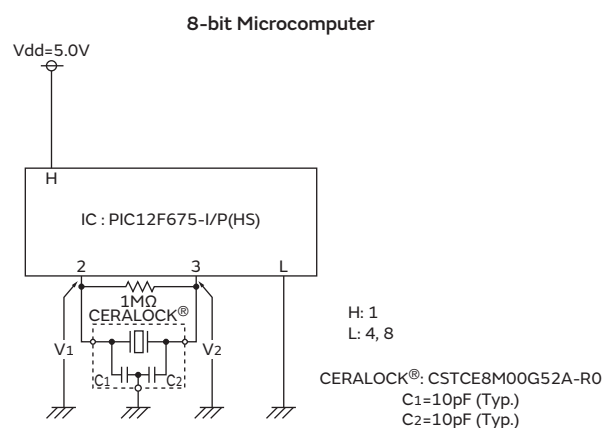 8-bit Microcomputer
Vdd=5.0V
H
IC : PIC12F675-I/P(HS)
2 3 L
1MΩ
CERALOCK®
V1 V2
C1 C2
H: 1
L: 4, 8
CERALOCK®: CSTCE8M00G52A-R0
C1=10pF (Typ.)
C2=10pF (Typ.)